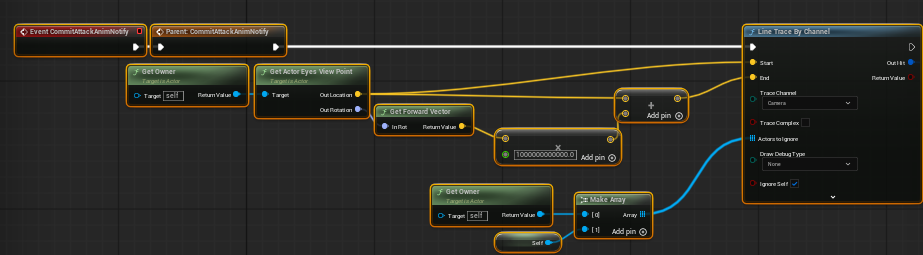 Event CommitAttackAnimNotify
Parent: CommitAttackAnimNotify
Line Trace By Channel
Start
Out Hit
End
Return Value
Trace Channel
Camera
Trace Complex
Actors to Ignore
Draw Debug Type
None
Ignore Self
Get Owner
Target is Actor
Target self
Return Value
Get Actor Eyes View Point
Target is Actor
Target
Out Location
Out Rotation
Get Forward Vector
In Rot
Return Value
+
Add pin
x
1000000000000.0
Add pin
Get Owner
Target is Actor
Target self
Return Value
Make Array
[0]
Array
[1]
Add pin
Self